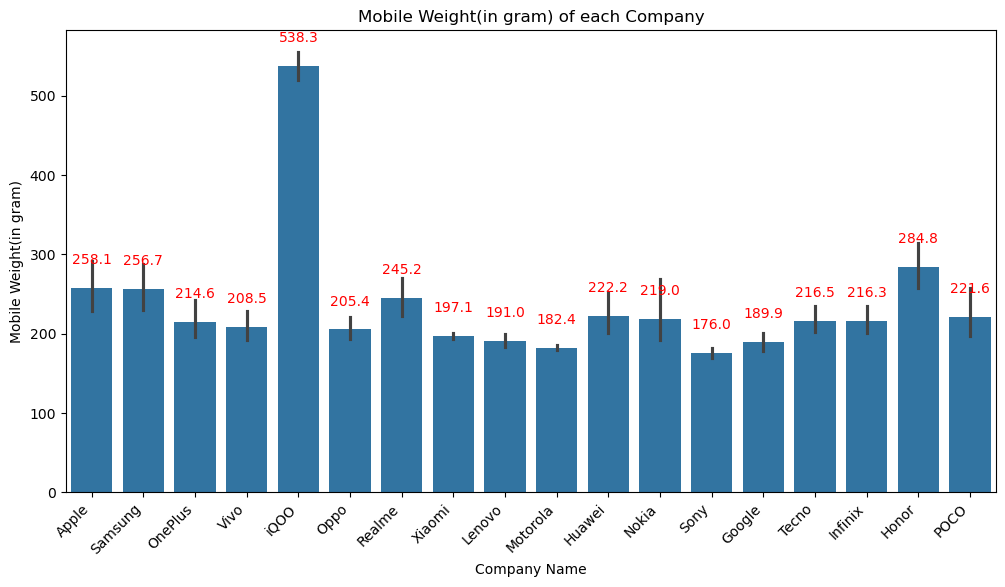 Mobile Weight(in gram) of each Company
Mobile Weight(in gram)
500
400
300
200
100
0
258.1
256.7
214.6
208.5
538.3
205.4
245.2
197.1
191.0
182.4
222.2
219.0
176.0
189.9
216.5
216.3
284.8
221.6
Apple
Samsung
OnePlus
Vivo
iQOO
Oppo
Realme
Xiaomi
Lenovo
Motorola
Huawei
Nokia
Sony
Google
Tecno
Infinix
Honor
POCO
Company Name